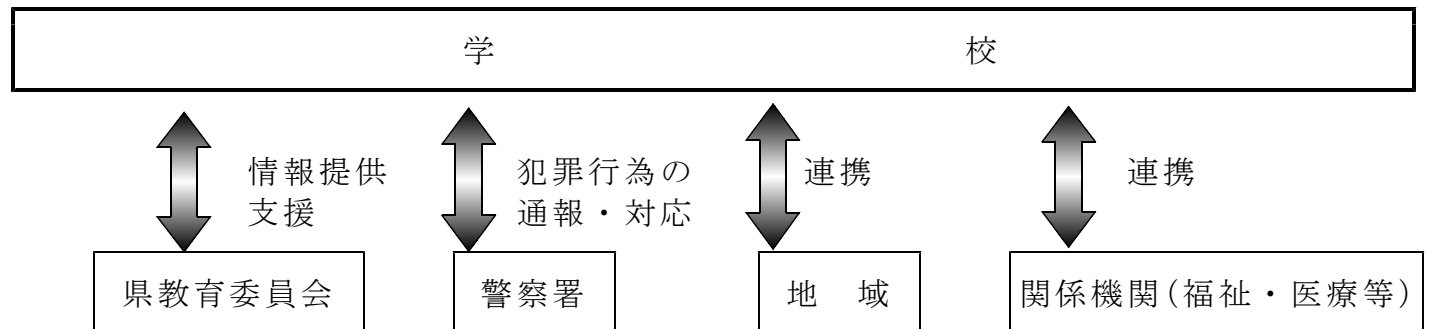 学 校
情報提供
支援
犯罪行為の
通報・対応
連携
連携
県教育委員会
警察署
地 域
関係機関(福祉・医療等)